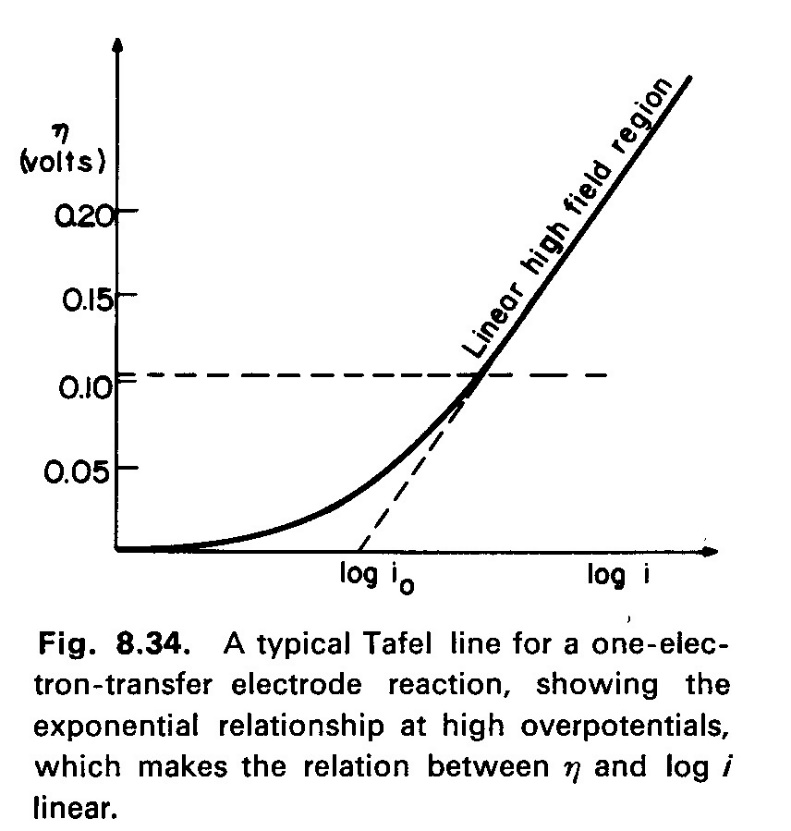 η
(volts)
0.20
0.15
0.10
0.05
Linear high field region
log i₀
log i
Fig. 8.34. A typical Tafel line for a one-elec-
tron-transfer electrode reaction, showing the
exponential relationship at high overpotentials,
which makes the relation between η and log i
linear.